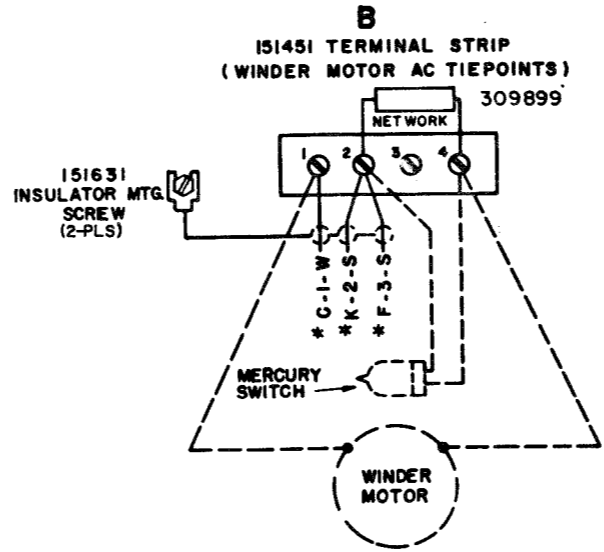 B
151451 TERMINAL STRIP
(WINDER MOTOR AC TIEPOINTS)
309899
NETWORK
1 2 3 4
151631
INSULATOR MTG.
SCREW
(2-PLS)
* C-1-W
* K-2-S
* F-3-S
MERCURY
SWITCH
WINDER
MOTOR